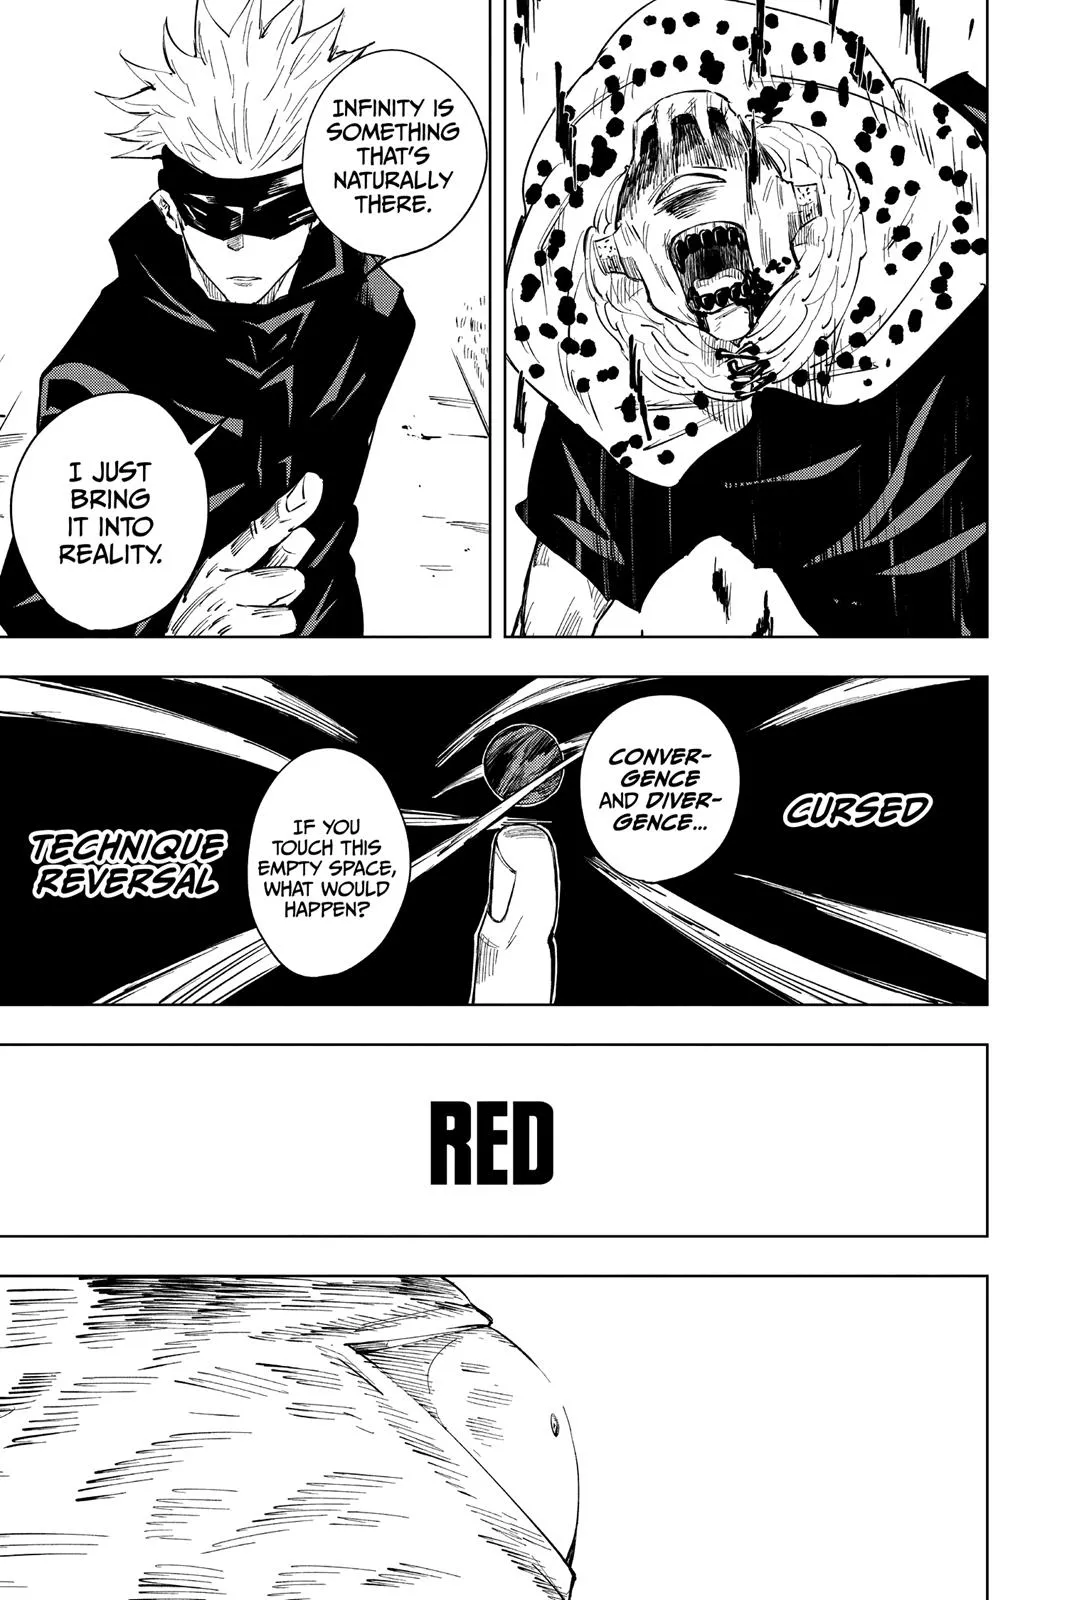 INFINITY IS
SOMETHING
THAT'S
NATURALLY
THERE.
I JUST
BRING
IT INTO
REALITY.
CONVER-
GENCE
AND DIVER-
GENCE...
IF YOU
TOUCH THIS
EMPTY SPACE,
WHAT WOULD
HAPPEN?
CURSED
TECHNIQUE
REVERSAL
RED